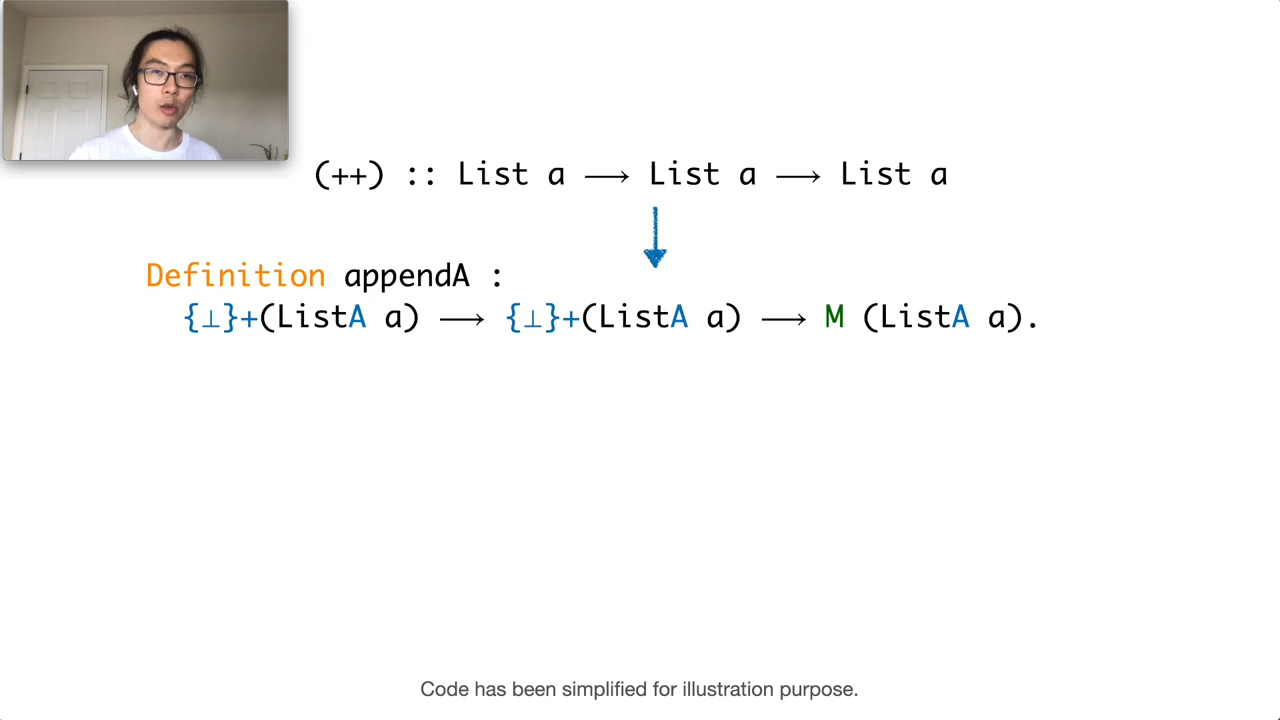 (++) :: List a ⟶ List a ⟶ List a
Definition appendA :
{⊥}+(ListA a) ⟶ {⊥}+(ListA a) ⟶ M (ListA a).
Code has been simplified for illustration purpose.